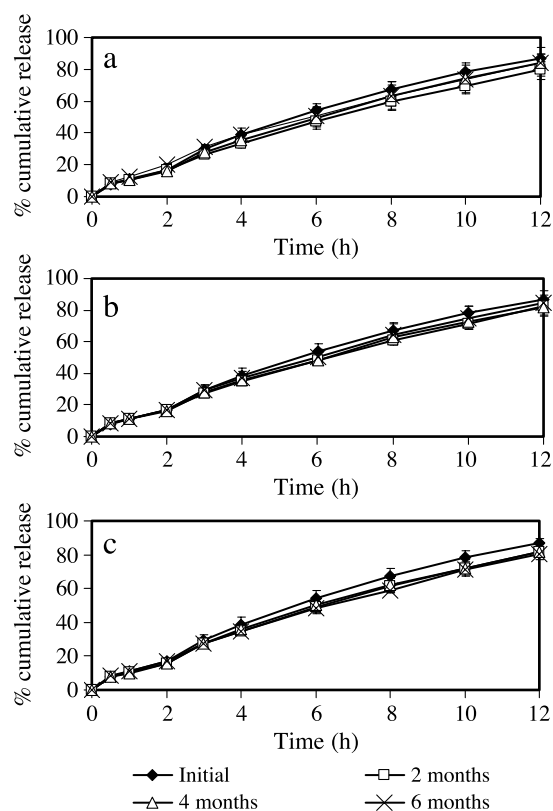 100
80
60
40
20
0
% cumulative release
a
0 2 4 6 8 10 12
Time (h)
100
80
60
40
20
0
% cumulative release
b
0 2 4 6 8 10 12
Time (h)
100
80
60
40
20
0
% cumulative release
c
0 2 4 6 8 10 12
Time (h)
Initial 2 months
4 months 6 months